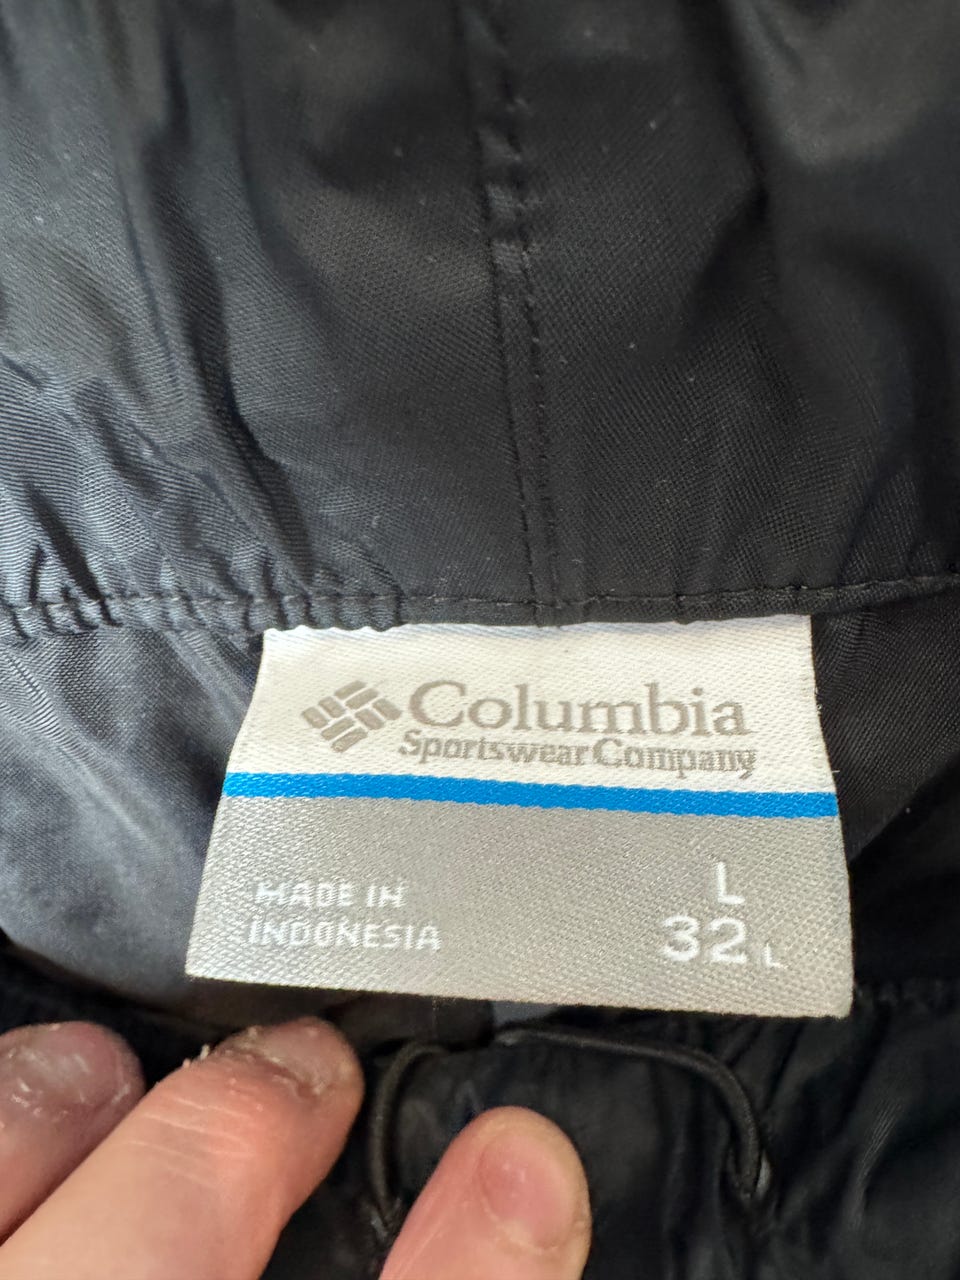 Columbia
Sportswear Company
MADE IN
INDONESIA
L
32 L